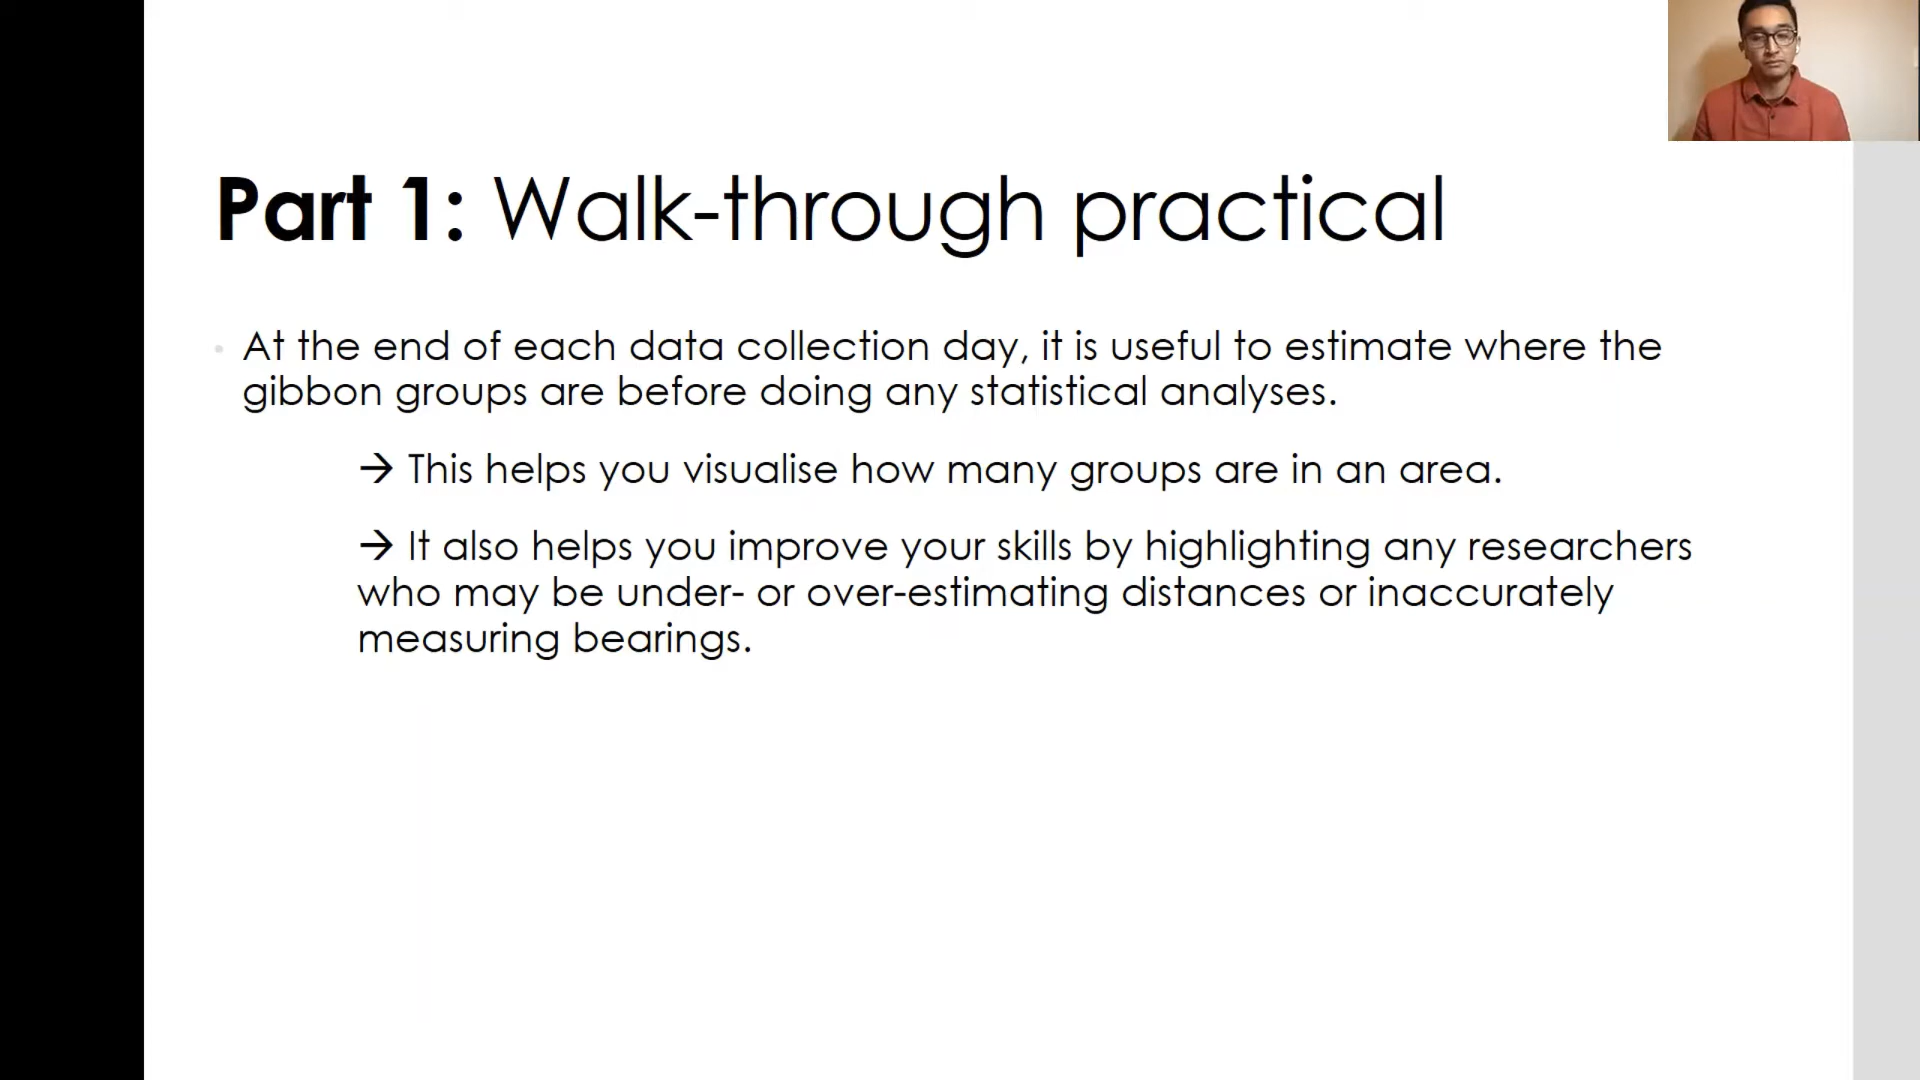 Part 1: Walk-through practical
• At the end of each data collection day, it is useful to estimate where the
gibbon groups are before doing any statistical analyses.
→ This helps you visualise how many groups are in an area.
→ It also helps you improve your skills by highlighting any researchers
who may be under- or over-estimating distances or inaccurately
measuring bearings.